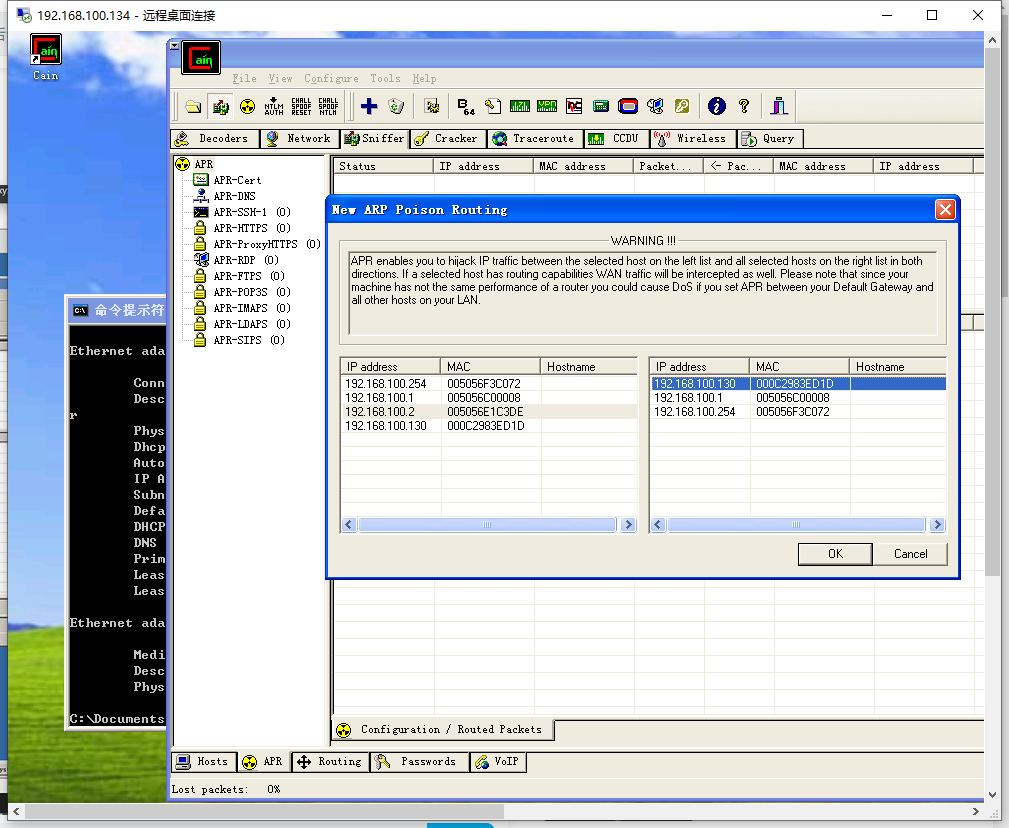 192.168.100.134 - 远程桌面连接
Cain
File View Configure Tools Help
NTLM AUTH
CHALL SPOOF RESET
CHALL SPOOF NTLM
B64
Decoders Network Sniffer Cracker Traceroute CCDU Wireless Query
APR
APR-Cert
APR-DNS
APR-SSH-1 (0)
APR-HTTPS (0)
APR-ProxyHTTPS (0)
APR-RDP (0)
APR-FTPS (0)
APR-POP3S (0)
APR-IMAPS (0)
APR-LDAPS (0)
APR-SIPS (0)
Status IP address MAC address Packet... <- Pac... MAC address IP address
New ARP Poison Routing
WARNING !!!
APR enables you to hijack IP traffic between the selected host on the left list and all selected hosts on the right list in both
directions. If a selected host has routing capabilities WAN traffic will be intercepted as well. Please note that since your
machine has not the same performance of a router you could cause DoS if you set APR between your Default Gateway and
all other hosts on your LAN.
IP address MAC Hostname
192.168.100.254 005056F3C072
192.168.100.1 005056C00008
192.168.100.2 005056E1C3DE
192.168.100.130 000C2983ED1D
IP address MAC Hostname
192.168.100.130 000C2983ED1D
192.168.100.1 005056C00008
192.168.100.254 005056F3C072
OK Cancel
命令提示符
Ethernet ada
Conn
Desc
r
Phys
Dhcp
Auto
IP A
Subn
Defa
DHCP
DNS
Prim
Leas
Leas
Ethernet ada
Medi
Desc
Phys
C:\Documents
Configuration / Routed Packets
Hosts APR Routing Passwords VoIP
Lost packets: 0%